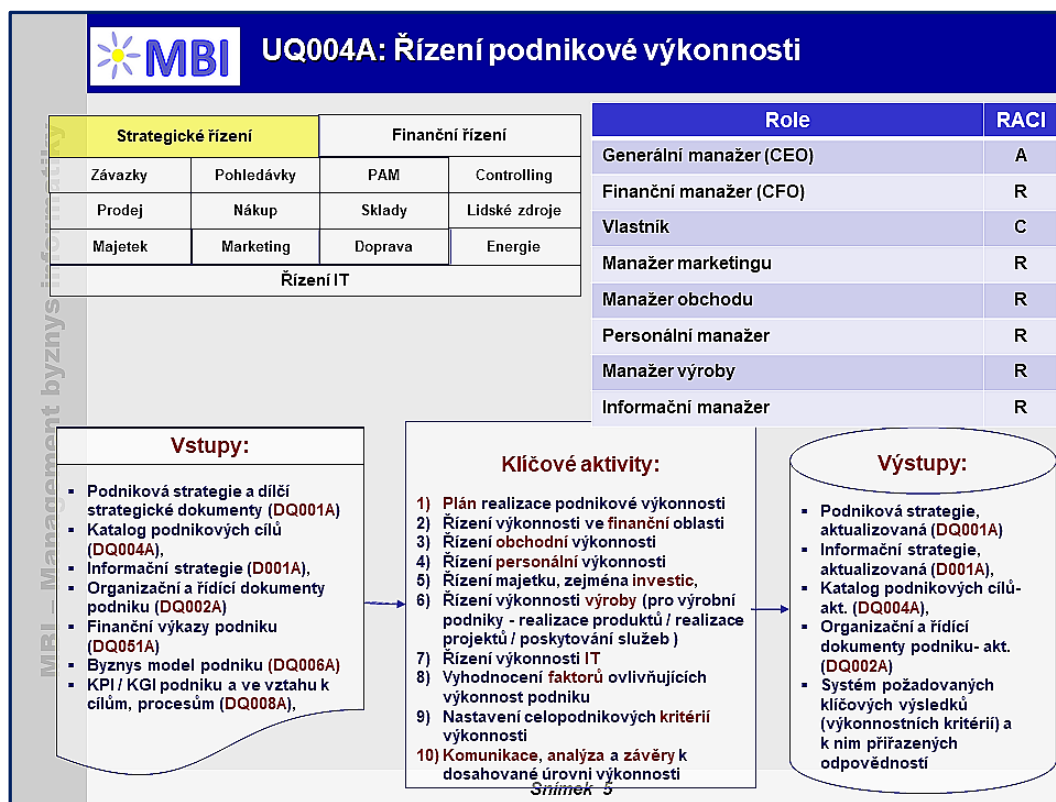 MBI
UQ004A: Řízení podnikové výkonnosti
MBI – Management byznys informatiky
Strategické řízení
Finanční řízení
Závazky
Pohledávky
PAM
Controlling
Prodej
Nákup
Sklady
Lidské zdroje
Majetek
Marketing
Doprava
Energie
Řízení IT
Role RACI
Generální manažer (CEO) A
Finanční manažer (CFO) R
Vlastník C
Manažer marketingu R
Manažer obchodu R
Personální manažer R
Manažer výroby R
Informační manažer R
Vstupy:
▪ Podniková strategie a dílčí
strategické dokumenty (DQ001A)
▪ Katalog podnikových cílů
(DQ004A),
▪ Informační strategie (D001A),
▪ Organizační a řídící dokumenty
podniku (DQ002A)
▪ Finanční výkazy podniku
(DQ051A)
▪ Byznys model podniku (DQ006A)
▪ KPI / KGI podniku a ve vztahu k
cílům, procesům (DQ008A),
Klíčové aktivity:
1) Plán realizace podnikové výkonnosti
2) Řízení výkonnosti ve finanční oblasti
3) Řízení obchodní výkonnosti
4) Řízení personální výkonnosti
5) Řízení majetku, zejména investic,
6) Řízení výkonnosti výroby (pro výrobní
podniky - realizace produktů / realizace
projektů / poskytování služeb )
7) Řízení výkonnosti IT
8) Vyhodnocení faktorů ovlivňujících
výkonnost podniku
9) Nastavení celopodnikových kritérií
výkonnosti
10) Komunikace, analýza a závěry k
dosahované úrovni výkonnosti
Výstupy:
▪ Podniková strategie,
aktualizovaná (DQ001A)
▪ Informační strategie,
aktualizovaná (D001A),
▪ Katalog podnikových cílů-
akt. (DQ004A),
▪ Organizační a řídící
dokumenty podniku- akt.
(DQ002A)
▪ Systém požadovaných
klíčových výsledků
(výkonnostních kritérií) a
k nim přiřazených
odpovědností
Snímek 5